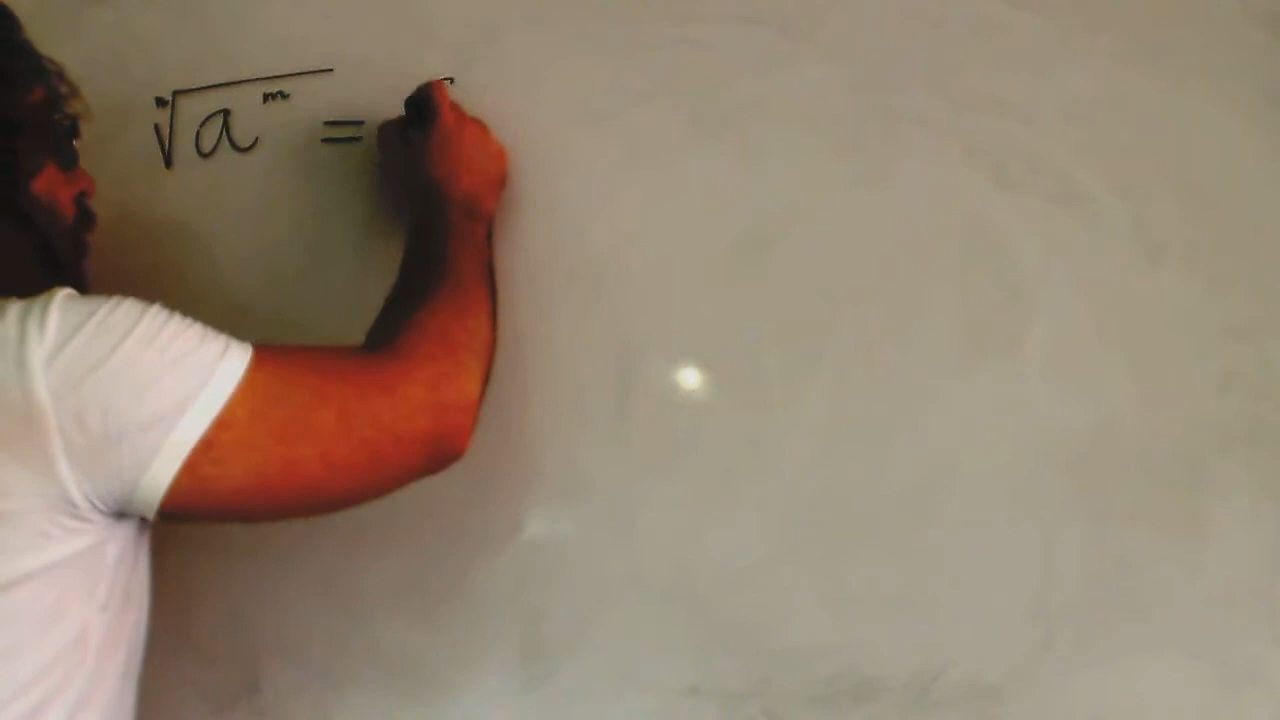 ⁿ√aᵐ =